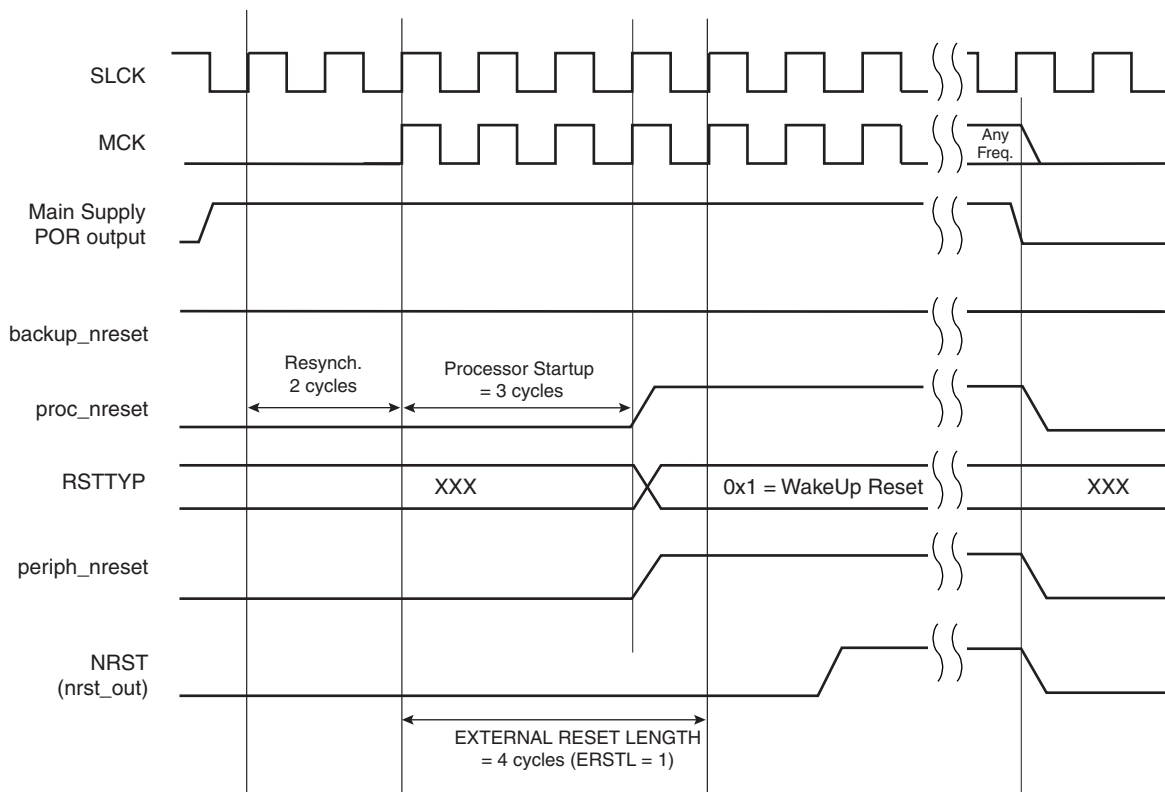 SLCK
MCK
Any
Freq.
Main Supply
POR output
backup_nreset
Resynch.
2 cycles
Processor Startup
= 3 cycles
proc_nreset
RSTTYP
XXX
0x1 = WakeUp Reset
XXX
periph_nreset
NRST
(nrst_out)
EXTERNAL RESET LENGTH
= 4 cycles (ERSTL = 1)